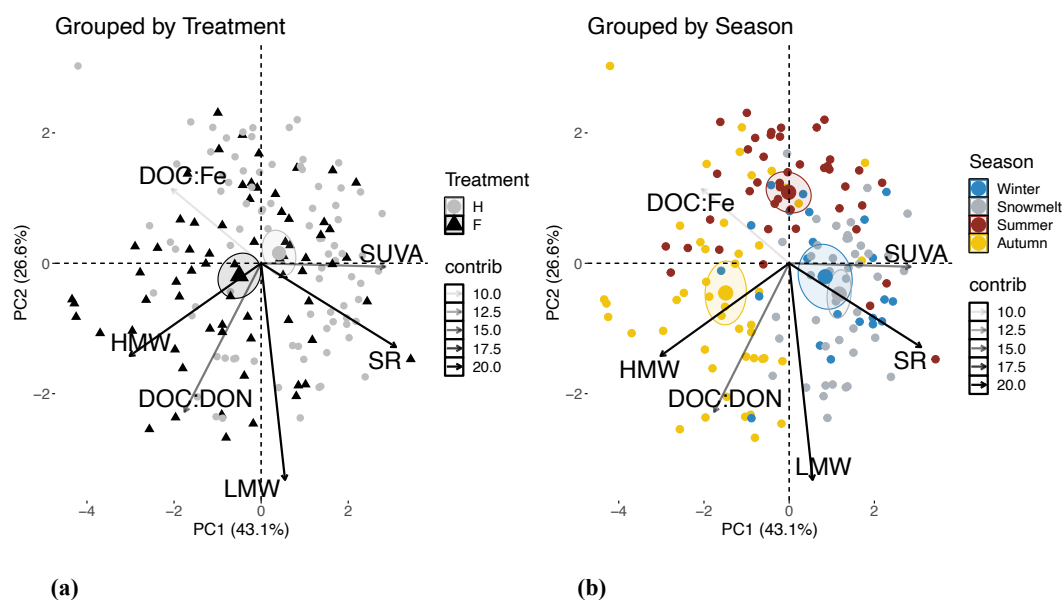 Grouped by Treatment
2
0
−2
−4
−2
0
2
PC2 (26.6%)
PC1 (43.1%)
DOC:Fe
SUVA
HMW
SR
DOC:DON
LMW
Treatment
H
F
contrib
10.0
12.5
15.0
17.5
20.0
(a)
Grouped by Season
2
0
−2
−4
−2
0
2
PC2 (26.6%)
PC1 (43.1%)
DOC:Fe
SUVA
HMW
SR
DOC:DON
LMW
Season
Winter
Snowmelt
Summer
Autumn
contrib
10.0
12.5
15.0
17.5
20.0
(b)